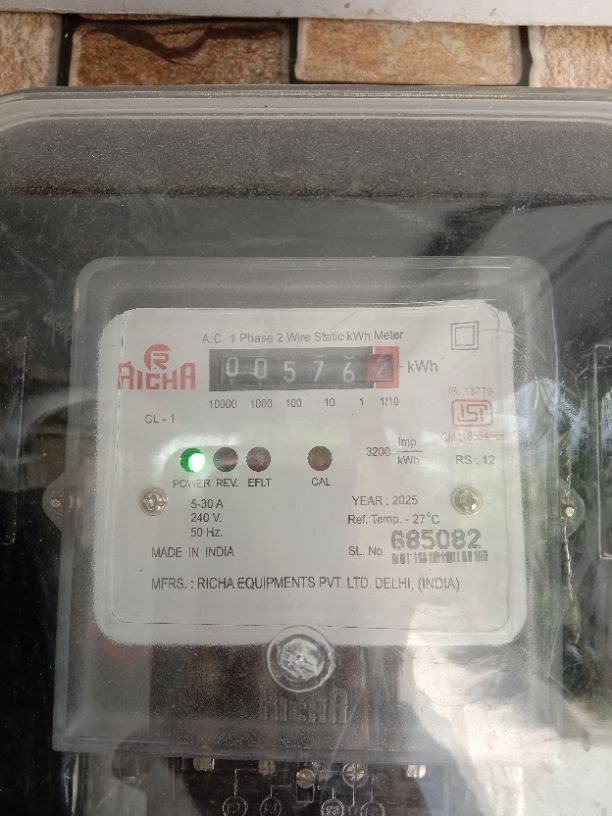 A.C. 1 Phase 2 Wire Static kWh Meter
R
RICHA
005762 kWh
10000 1000 100 10 1 1/10
IS: 13779
ISI
CL - 1
3200 Imp/kWh
RS : 12
POWER REV. EFLT CAL
5-30 A
240 V.
50 Hz.
YEAR : 2025
Ref. Temp. - 27°C
MADE IN INDIA
SL. No. 685082
MFRS. : RICHA EQUIPMENTS PVT. LTD. DELHI, (INDIA)
RICHA